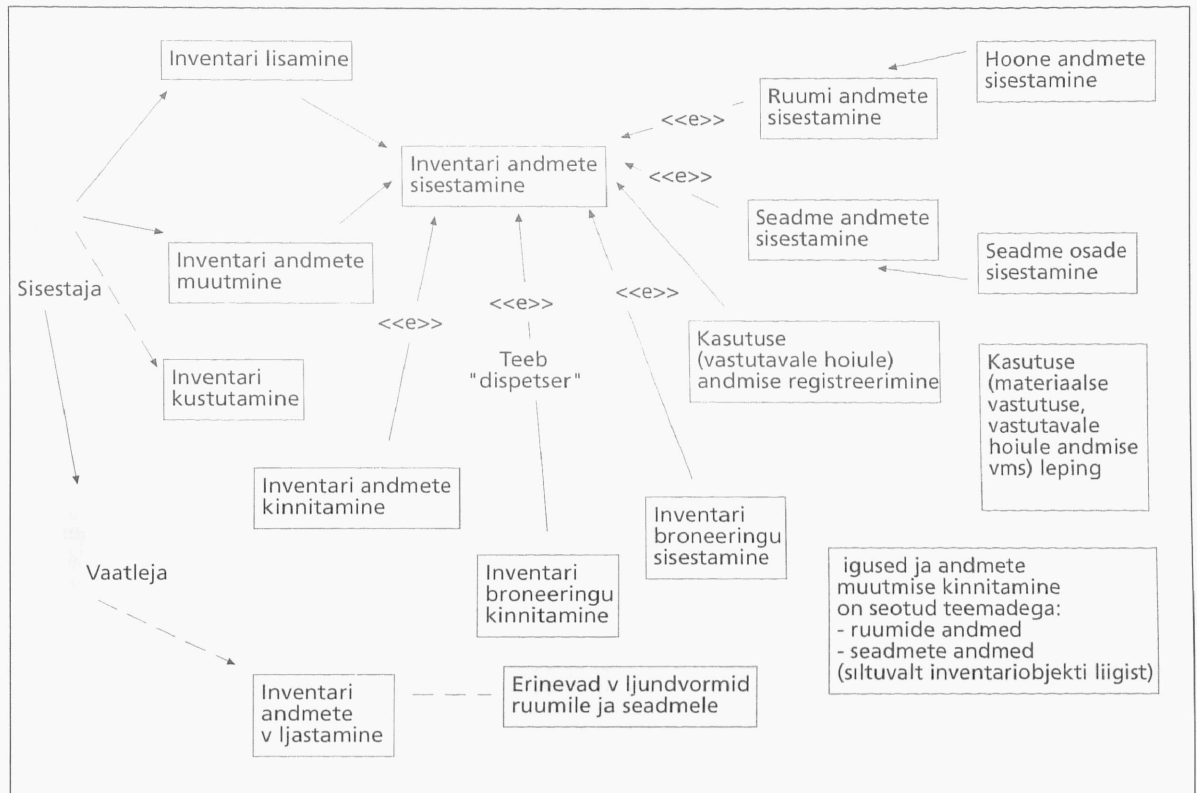 Inventari lisamine
Hoone andmete
sisestamine
Ruumi andmete
sisestamine
<<e>>
Inventari andmete
sisestamine
<<e>>
Seadme andmete
sisestamine
Seadme osade
sisestamine
Inventari andmete
muutmine
Sisestaja
<<e>>
<<e>>
<<e>>
Kasutuse
(vastutavale hoiule)
andmise registreerimine
Teeb
"dispetser"
Kasutuse
(materiaalse
vastutuse,
vastutavale
hoiule andmise
vms) leping
Inventari
kustutamine
Inventari andmete
kinnitamine
Inventari
broneeringu
sisestamine
Vaatleja
Inventari
broneeringu
kinnitamine
igused ja andmete
muutmise kinnitamine
on seotud teemadega:
- ruumide andmed
- seadmete andmed
(siltuvalt inventariobjekti liigist)
Inventari
andmete
v ljastamine
Erinevad v ljundvormid
ruumile ja seadmele